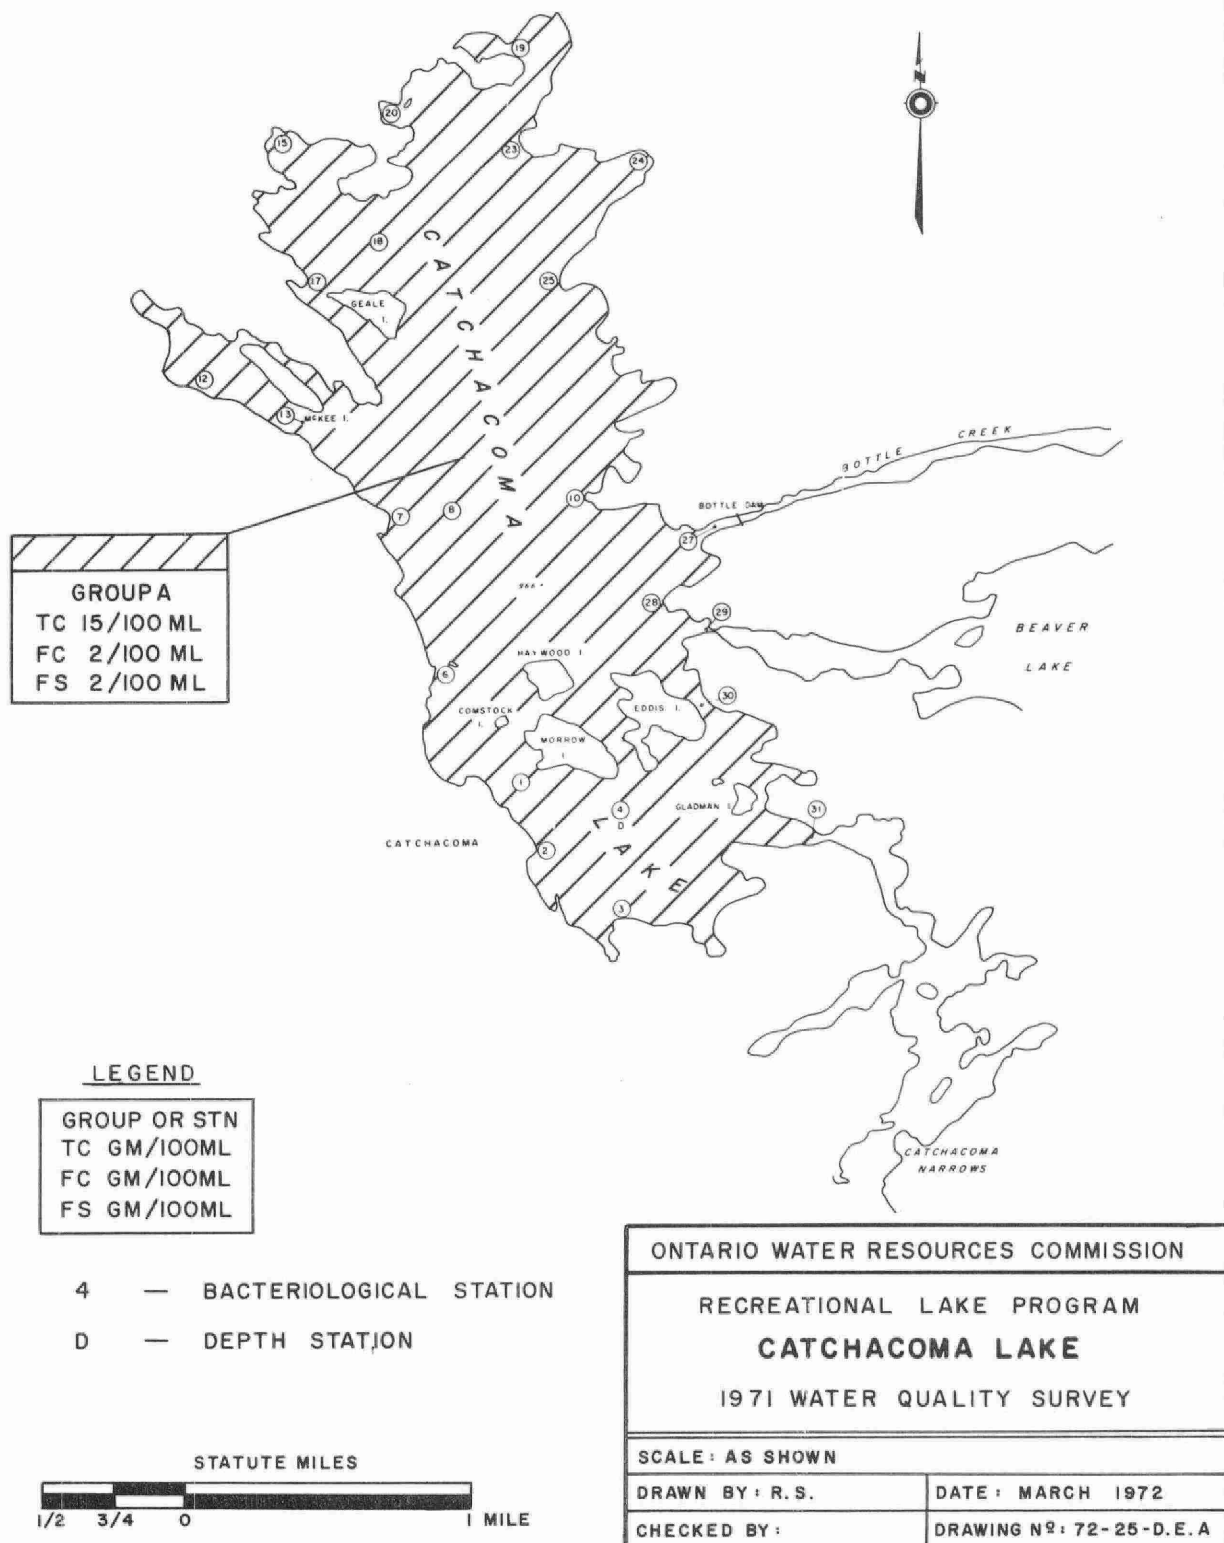 N
19
20
15
23
24
18
17
25
GEALE
I.
CATCHACOMA
12
13
McKEE I.
BOTTLE CREEK
10
7
8
BOTTLE DAM
27
GROUP A
TC 15/100 ML
FC 2/100 ML
FS 2/100 ML
966
28
29
BEAVER
LAKE
HAYWOOD I.
6
30
COMSTOCK
I.
EDDIS I.
MORROW
I.
1
4
D
GLADMAN I.
31
LAKE
CATCHACOMA
2
3
LEGEND
GROUP OR STN
TC GM/100ML
FC GM/100ML
FS GM/100ML
CATCHACOMA
NARROWS
4 — BACTERIOLOGICAL STATION
D — DEPTH STATION
STATUTE MILES
1/2 3/4 0 1 MILE
ONTARIO WATER RESOURCES COMMISSION
RECREATIONAL LAKE PROGRAM
CATCHACOMA LAKE
1971 WATER QUALITY SURVEY
SCALE: AS SHOWN
DRAWN BY: R.S.
DATE: MARCH 1972
CHECKED BY:
DRAWING Nº: 72-25-D.E.A